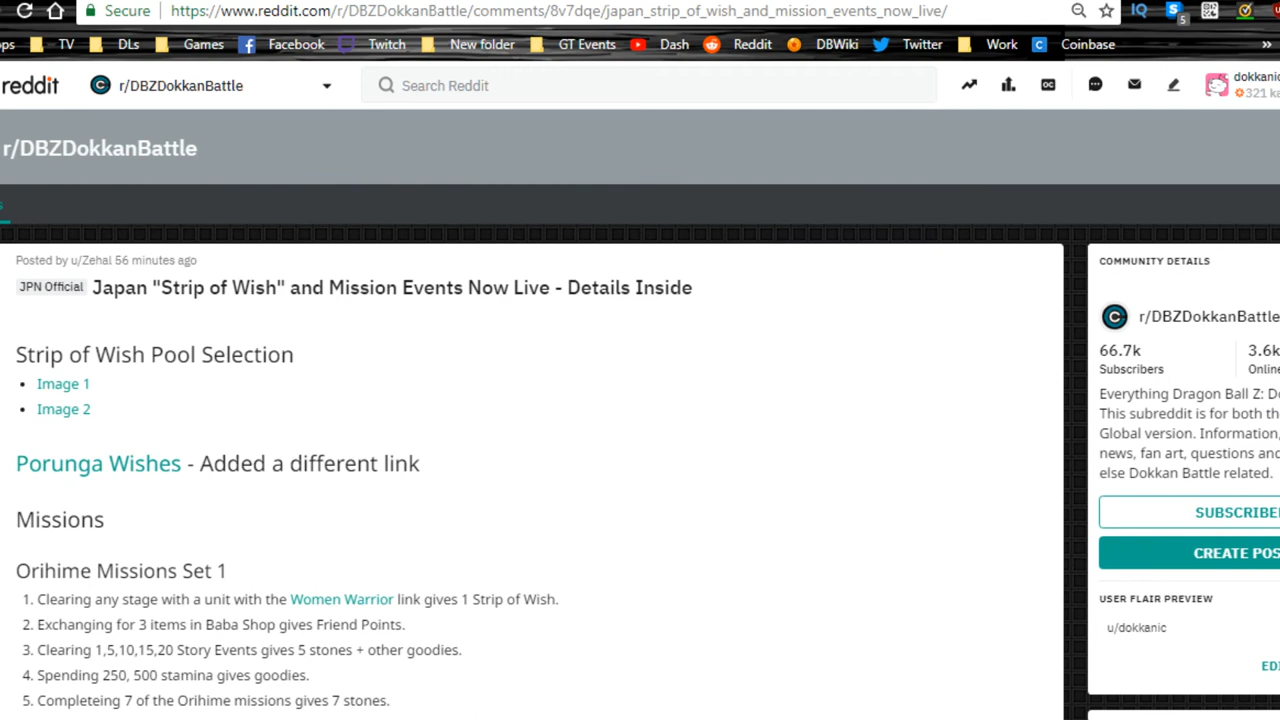 Secure https://www.reddit.com/r/DBZDokkanBattle/comments/8v7dqe/japan_strip_of_wish_and_mission_events_now_live/
5
TV DLs Games Facebook Twitch New folder GT Events Dash Reddit DBWiki Twitter Work Coinbase »
reddit r/DBZDokkanBattle Search Reddit
r/DBZDokkanBattle
Posted by u/Zehal 56 minutes ago
JPN Official Japan "Strip of Wish" and Mission Events Now Live - Details Inside
Strip of Wish Pool Selection
• Image 1
• Image 2
Porunga Wishes - Added a different link
Missions
Orihime Missions Set 1
1. Clearing any stage with a unit with the Women Warrior link gives 1 Strip of Wish.
2. Exchanging for 3 items in Baba Shop gives Friend Points.
3. Clearing 1,5,10,15,20 Story Events gives 5 stones + other goodies.
4. Spending 250, 500 stamina gives goodies.
5. Completeing 7 of the Orihime missions gives 7 stones.
COMMUNITY DETAILS
r/DBZDokkanBattle
66.7k 3.6k
Subscribers Online
Everything Dragon Ball Z:
This subreddit is for both
Global version. Information,
news, fan art, questions and
else Dokkan Battle related.
SUBSCRIBE
CREATE
USER FLAIR PREVIEW
u/dokkanic